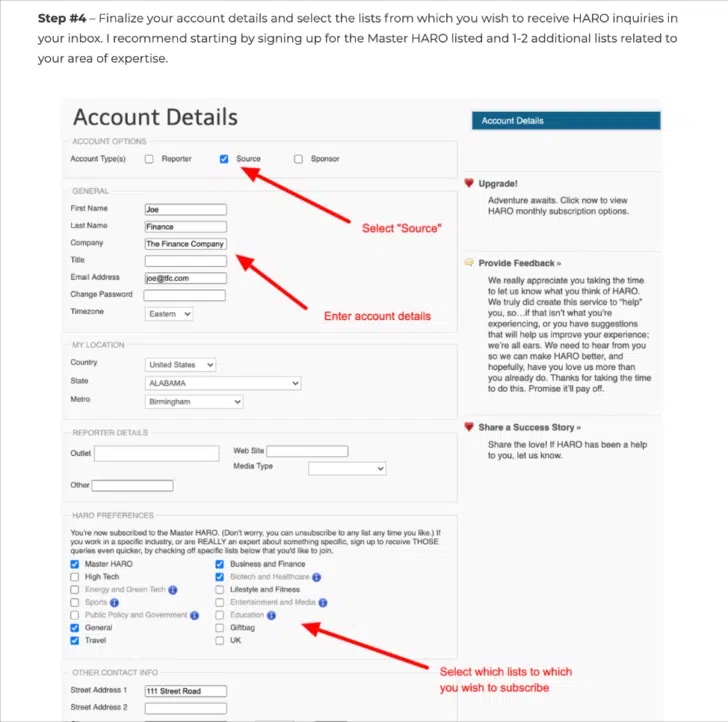 Step #4 – Finalize your account details and select the lists from which you wish to receive HARO inquiries in
your inbox. I recommend starting by signing up for the Master HARO listed and 1-2 additional lists related to
your area of expertise.
Account Details
ACCOUNT OPTIONS
Account Type(s) Reporter Source Sponsor
Select "Source"
GENERAL
First Name Joe
Last Name Finance
Company The Finance Company
Title
Email Address joe@tfc.com
Change Password
Timezone Eastern
Enter account details
MY LOCATION
Country United States
State ALABAMA
Metro Birmingham
REPORTER DETAILS
Outlet Web Site
Media Type
Other
HARO PREFERENCES
You're now subscribed to the Master HARO. (Don't worry, you can unsubscribe to any list any time you like.) If
you work in a specific industry, or are REALLY an expert about something specific, sign up to receive THOSE
queries even quicker, by checking off specific lists below that you'd like to join.
Master HARO Business and Finance
High Tech Biotech and Healthcare
Energy and Green Tech Lifestyle and Fitness
Sports Entertainment and Media
Public Policy and Government Education
General Giftbag
Travel UK
Select which lists to which
you wish to subscribe
OTHER CONTACT INFO
Street Address 1 111 Street Road
Street Address 2
Account Details
Upgrade!
Adventure awaits. Click now to view
HARO monthly subscription options.
Provide Feedback »
We really appreciate you taking the time
to let us know what you think of HARO.
We truly did create this service to "help"
you, so...if that isn't what you're
experiencing, or you have suggestions
that will help us improve your experience;
we're all ears. We need to hear from you
so we can make HARO better, and
hopefully, have you love us more than
you already do. Thanks for taking the time
to do this. Promise it'll pay off.
Share a Success Story »
Share the love! If HARO has been a help
to you, let us know.